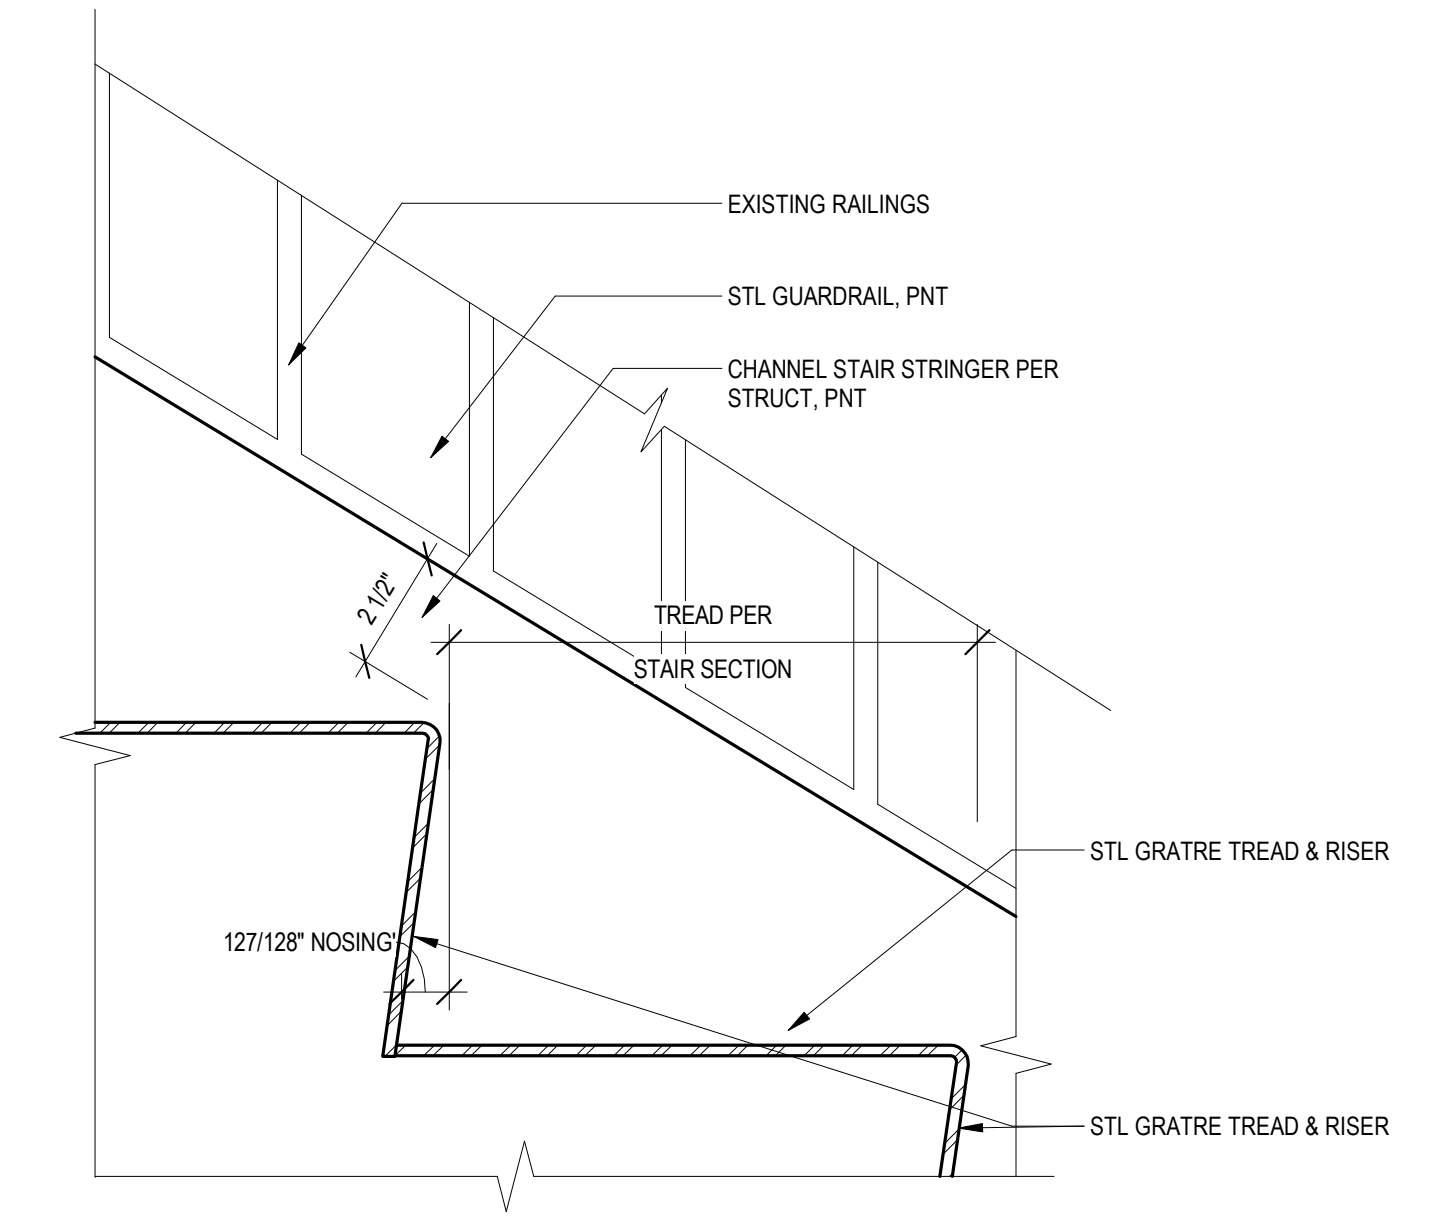 EXISTING RAILINGS
STL GUARDRAIL, PNT
CHANNEL STAIR STRINGER PER
STRUCT, PNT
2 1/2"
TREAD PER
STAIR SECTION
STL GRATRE TREAD & RISER
127/128" NOSING'
STL GRATRE TREAD & RISER